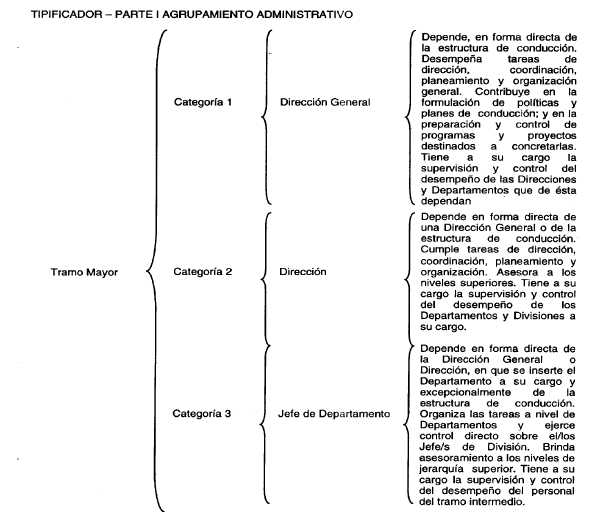 TIPIFICADOR – PARTE I AGRUPAMIENTO ADMINISTRATIVO
Tramo Mayor
Categoría 1
Dirección General
Depende, en forma directa de
la estructura de conducción.
Desempeña tareas de
dirección, coordinación,
planeamiento y organización
general. Contribuye en la
formulación de políticas y
planes de conducción; y en la
preparación y control de
programas y proyectos
destinados a concretarlas.
Tiene a su cargo la
supervisión y control del
desempeño de las Direcciones
y Departamentos que de ésta
dependan
Categoría 2
Dirección
Depende en forma directa de
una Dirección General o de la
estructura de conducción.
Cumple tareas de dirección,
coordinación, planeamiento y
organización. Asesora a los
niveles superiores. Tiene a su
cargo la supervisión y control
del desempeño de los
Departamentos y Divisiones a
su cargo.
Categoría 3
Jefe de Departamento
Depende en forma directa de
la Dirección General o
Dirección, en que se inserte el
Departamento a su cargo y
excepcionalmente de la
estructura de conducción.
Organiza las tareas a nivel de
Departamentos y ejerce
control directo sobre el/los
Jefe/s de División. Brinda
asesoramiento a los niveles de
jerarquía superior. Tiene a su
cargo la supervisión y control
del desempeño del personal
del tramo intermedio.